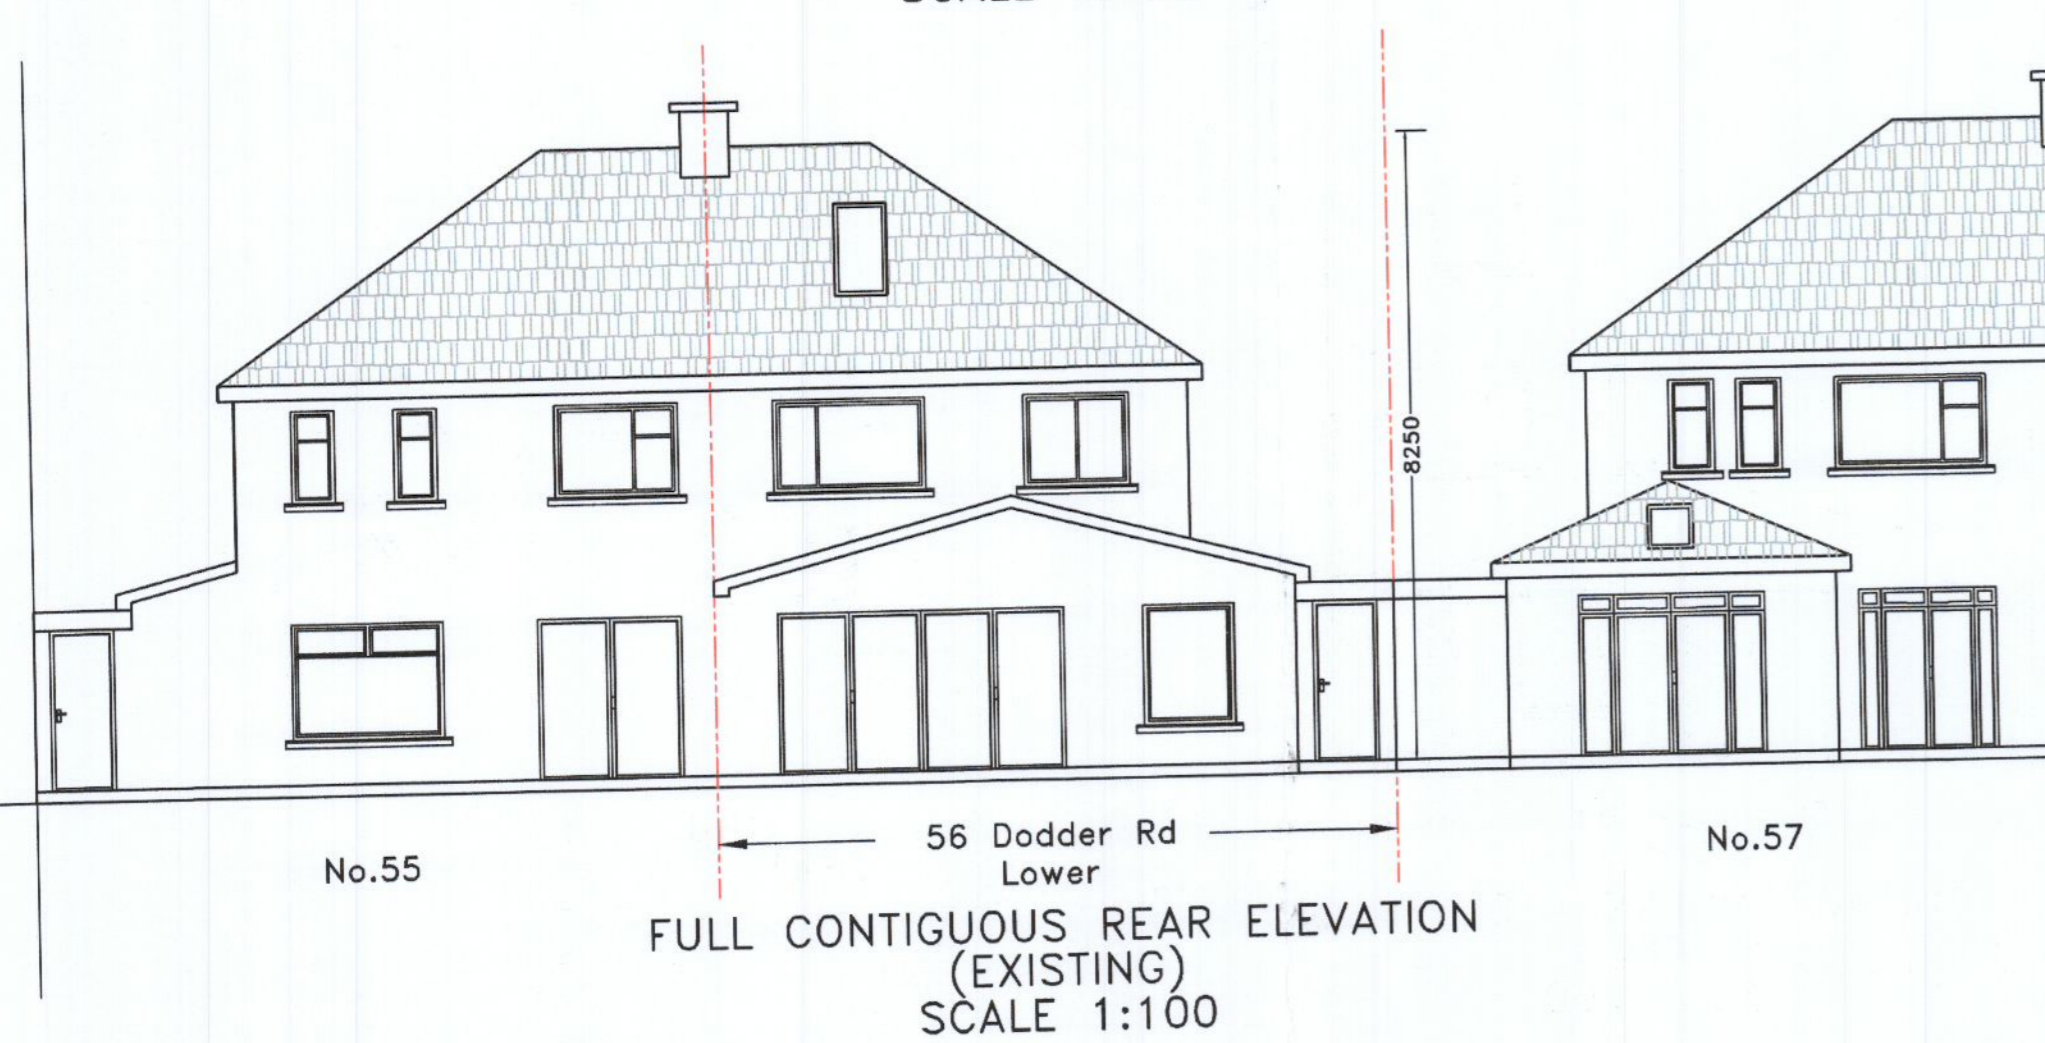 8250
No.55
56 Dodder Rd
Lower
No.57
FULL CONTIGUOUS REAR ELEVATION
(EXISTING)
SCALE 1:100